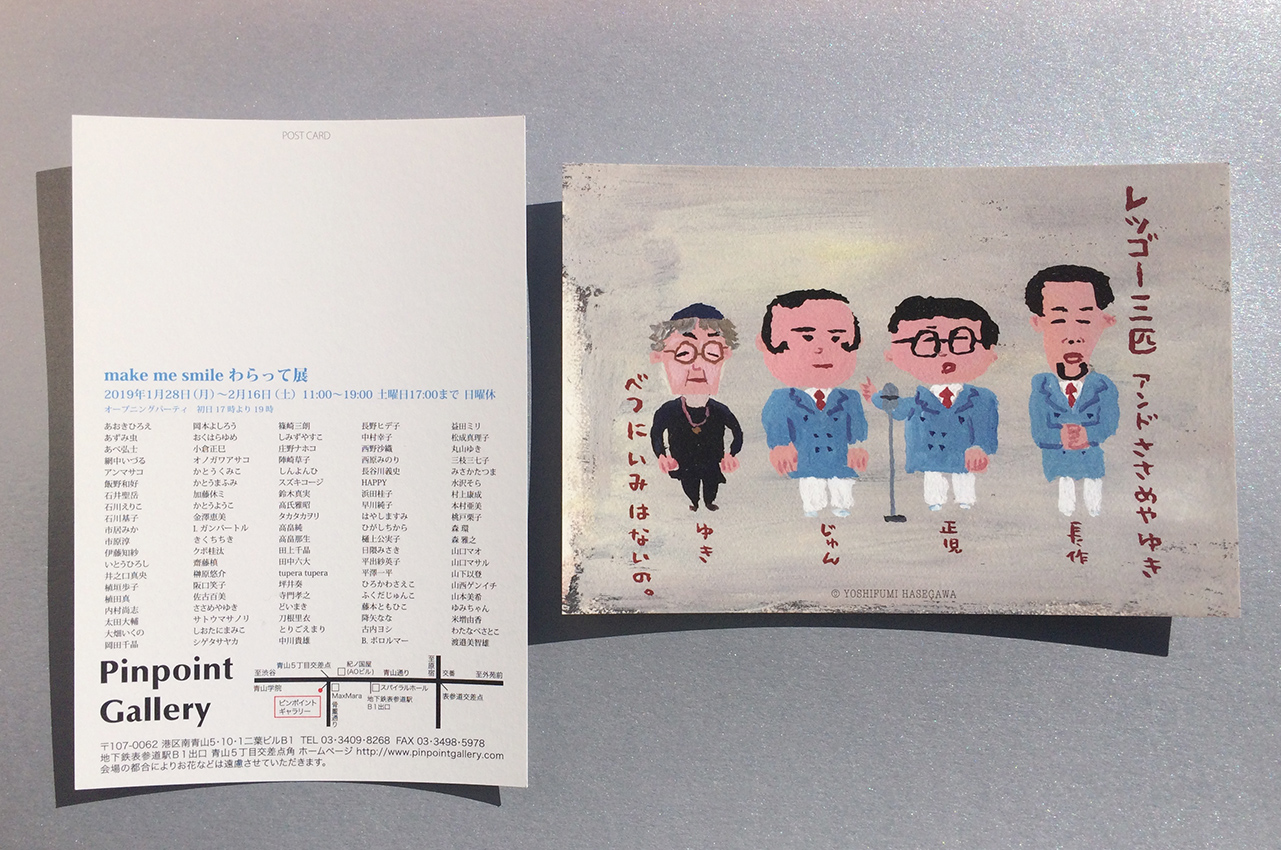 POST CARD
make me smile わらって展
2019年1月28日（月）～2月16日（土） 11:00～19:00 土曜日17:00まで 日曜休
オープニングパーティ 初日17時より19時
あおきひろえ 岡本よしろう 篠崎三朗 長野ヒデ子 益田ミリ
あずみ虫 おくはらゆめ しみずやすこ 中村幸子 松成真理子
あべ弘士 小倉正巳 庄野ナホコ 西野沙織 丸山ゆき
網中いづる オノガワアサコ 陣崎草子 西原みのり 三枝三七子
アンマサコ かとうくみこ しんよんひ 長谷川義史 みさかたつま
飯野和好 かとうまふみ スズキコージ HAPPY 水沢そら
石井聖岳 加藤休ミ 鈴木真実 浜田桂子 村上康成
石川えりこ かとうようこ 高氏雅昭 早川純子 本村亜美
石川基子 金澤恵美 タカタカヲリ はやしますみ 桃戸栗子
市居みか I. ガンバートル 高畠純 ひがしちから 森 環
市原淳 きくちちき 高畠那生 樋上公実子 森 雅之
伊藤知紗 クボ桂汰 田上千晶 日隈みさき 山口マオ
いとうひろし 齋藤槙 田中六大 平出紗英子 山口マサル
井之口真央 榊原悠介 tupera tupera 平澤一平 山下以登
植垣歩子 阪口笑子 坪井奏 ひろかわさえこ 山西ゲンイチ
植田真 佐古百美 寺門孝之 ふくだじゅんこ 山本美希
内村尚志 ささめやゆき どいまき 藤本ともひこ ゆみちゃん
太田大輔 サトウマサノリ 刀根里衣 降矢なな 米増由香
大畑いくの しおたにまみこ とりごえまり 古内ヨシ わたなべさとこ
岡田千晶 シゲタサヤカ 中川貴雄 B. ボロルマー 渡邉美智雄
Pinpoint
Gallery
至渋谷
青山5丁目交差点
紀ノ国屋
(AOビル)
青山通り
至原宿
交番
至外苑前
青山学院
ピンポイント
ギャラリー
MaxMara
骨董通り
スパイラルホール
地下鉄表参道駅
B1出口
表参道交差点
〒107-0062 港区南青山5・10・1二葉ビルB1 TEL 03・3409・8268 FAX 03・3498・5978
地下鉄表参道駅B1出口 青山5丁目交差点角 ホームページ http://www.pinpointgallery.com
会場の都合によりお花などは遠慮させていただきます。
レツゴー三匹 アンドささめやゆき
長作
正児
じゅん
ゆき
べつにいみはないの。
© YOSHIFUMI HASEGAWA